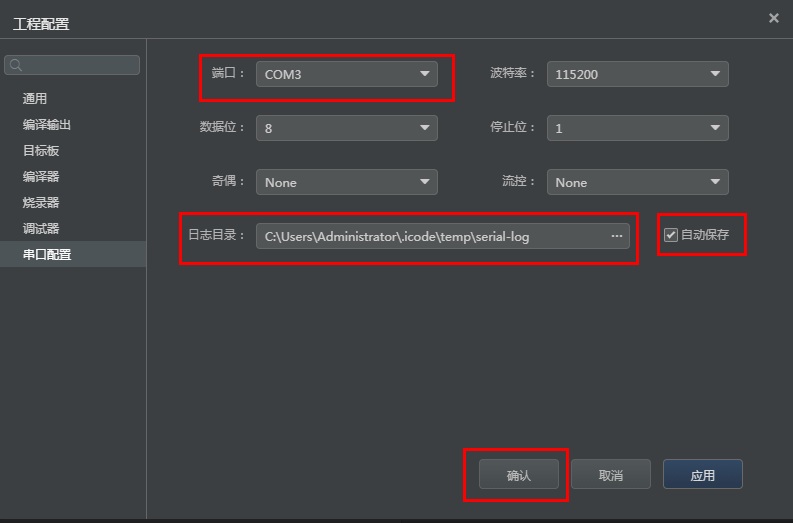 工程配置
通用
编译输出
目标板
编译器
烧录器
调试器
串口配置
端口： COM3 波特率： 115200
数据位： 8 停止位： 1
奇偶： None 流控： None
日志目录： C:\Users\Administrator\.icode\temp\serial-log ... 自动保存
确认 取消 应用